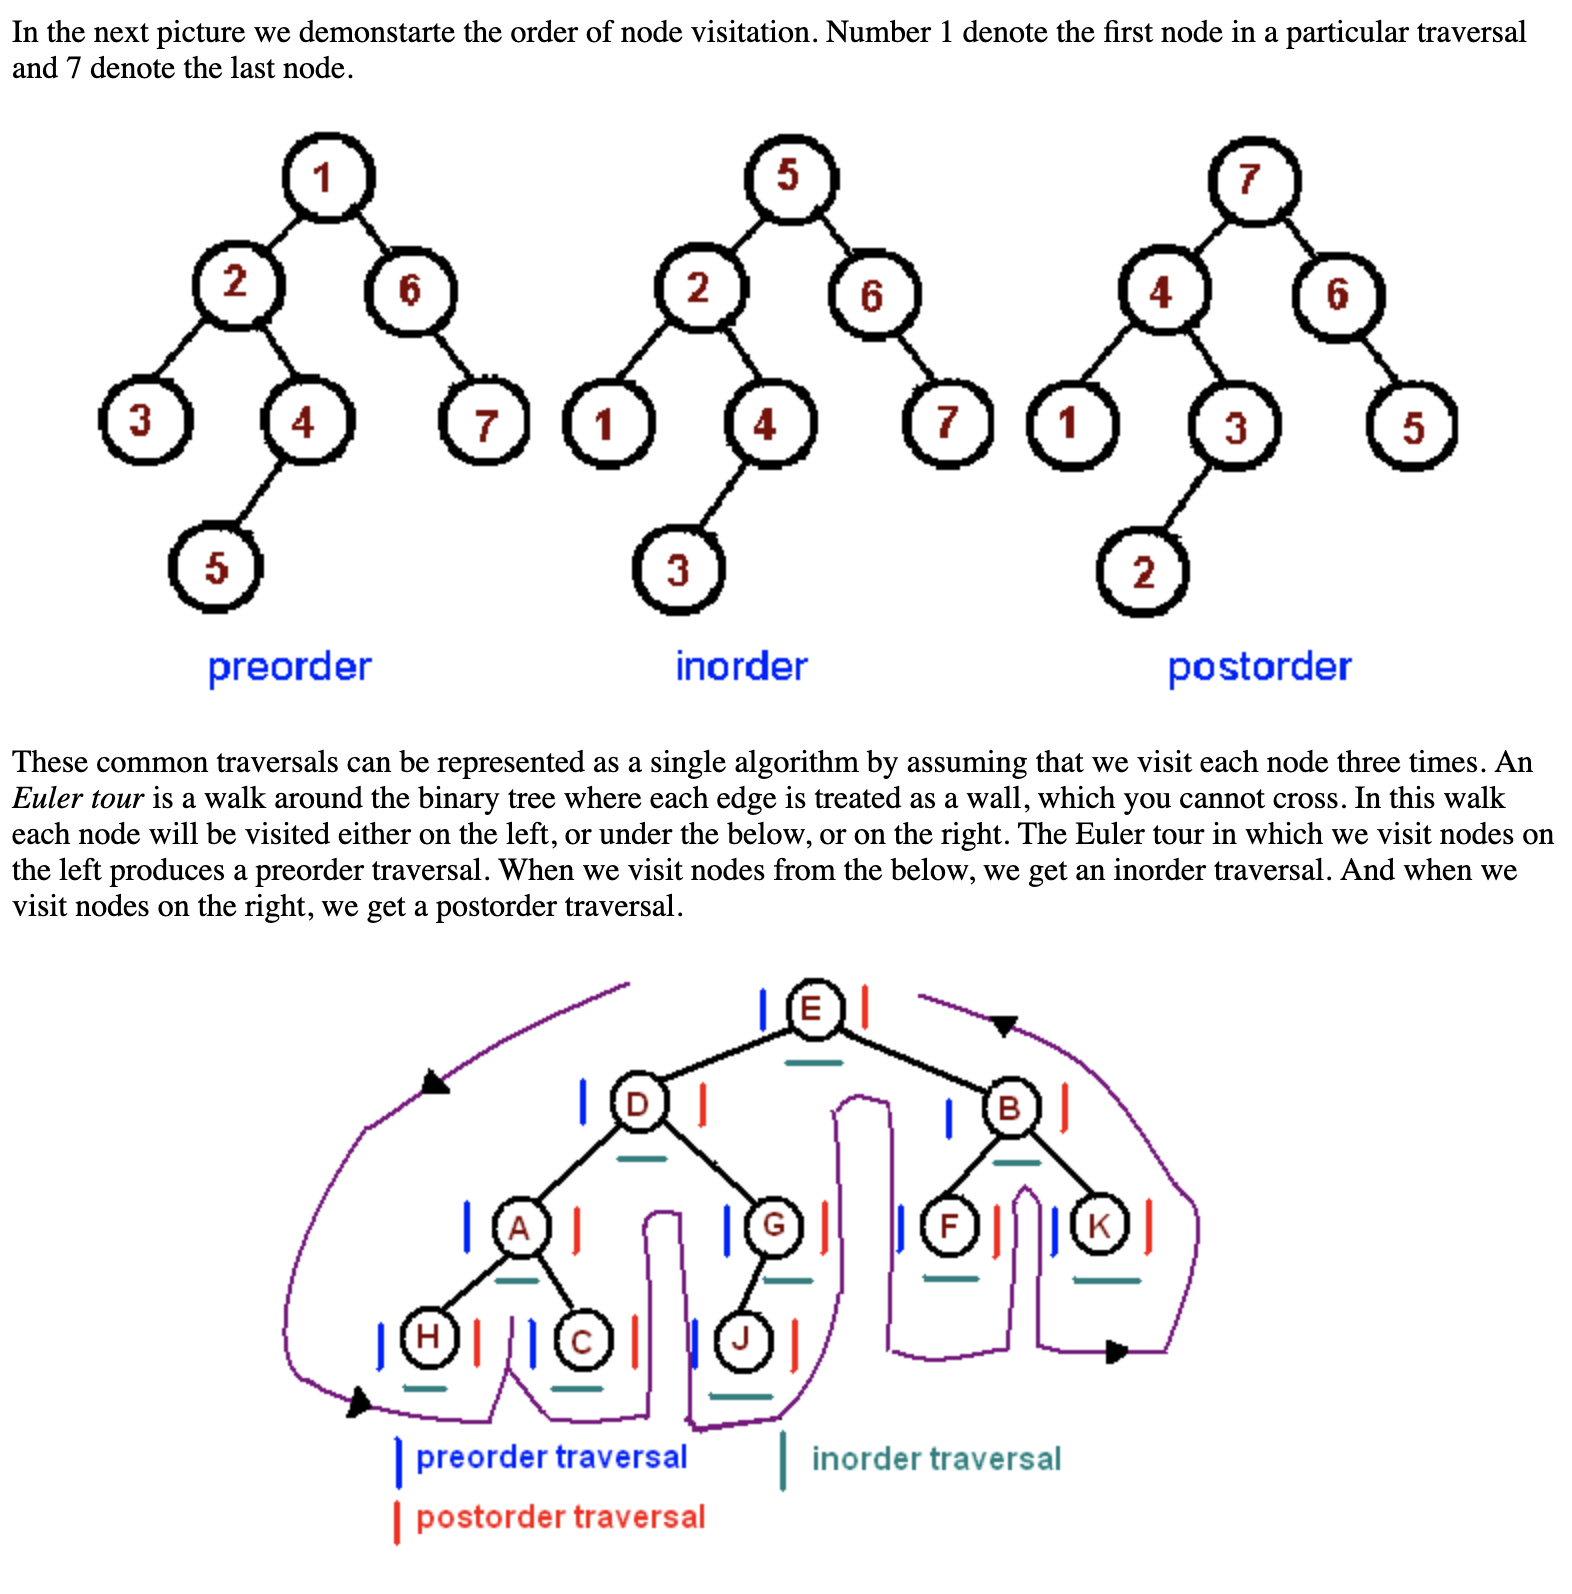 In the next picture we demonstarte the order of node visitation. Number 1 denote the first node in a particular traversal
and 7 denote the last node.
1
2 6
3 4 7
5
preorder
5
2 6
1 4 7
3
inorder
7
4 6
1 3 5
2
postorder
These common traversals can be represented as a single algorithm by assuming that we visit each node three times. An
Euler tour is a walk around the binary tree where each edge is treated as a wall, which you cannot cross. In this walk
each node will be visited either on the left, or under the below, or on the right. The Euler tour in which we visit nodes on
the left produces a preorder traversal. When we visit nodes from the below, we get an inorder traversal. And when we
visit nodes on the right, we get a postorder traversal.
E
D B
A G F K
H C J
preorder traversal
inorder traversal
postorder traversal